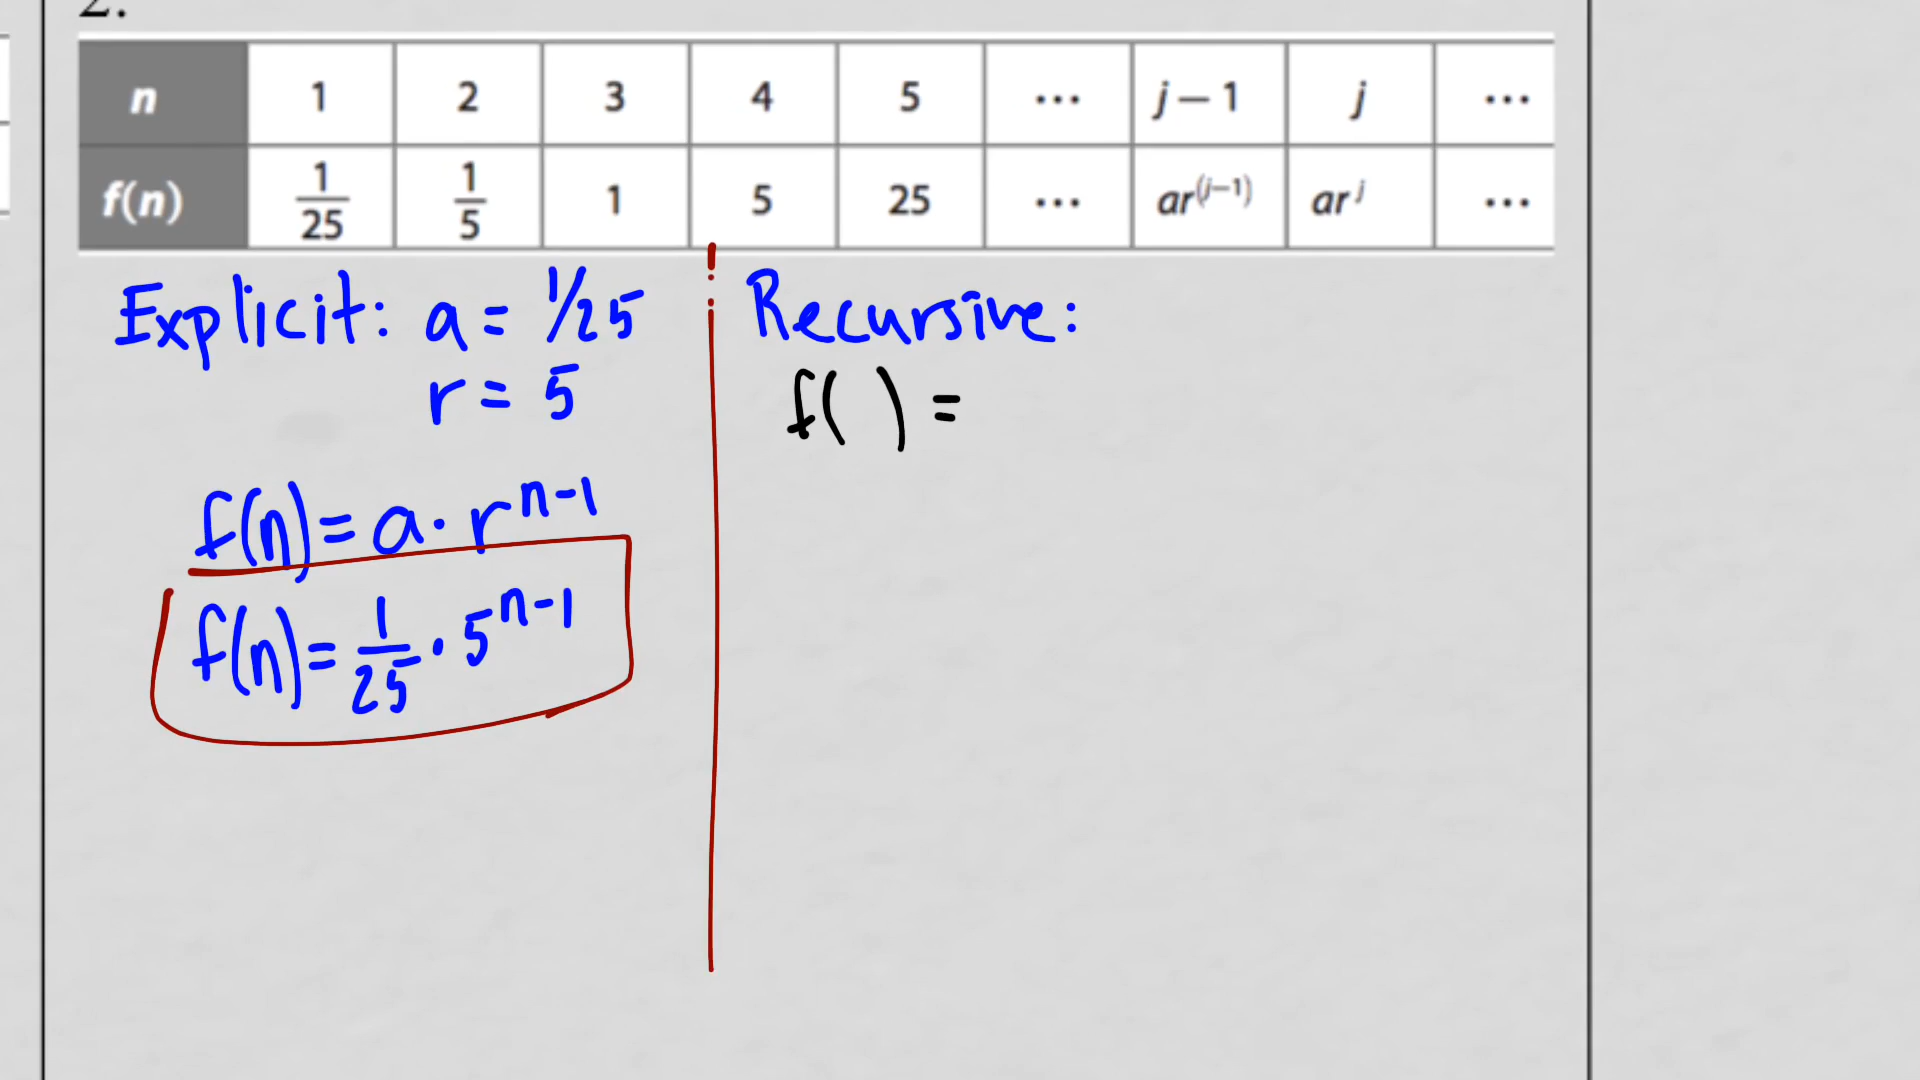 2.
n 1 2 3 4 5 ... j – 1 j ...
f(n) 1/25 1/5 1 5 25 ... ar^(j–1) ar^j ...
Explicit: a = 1/25
r = 5
f(n) = a · r^n-1
f(n) = 1/25 · 5^n-1
Recursive:
f( ) =